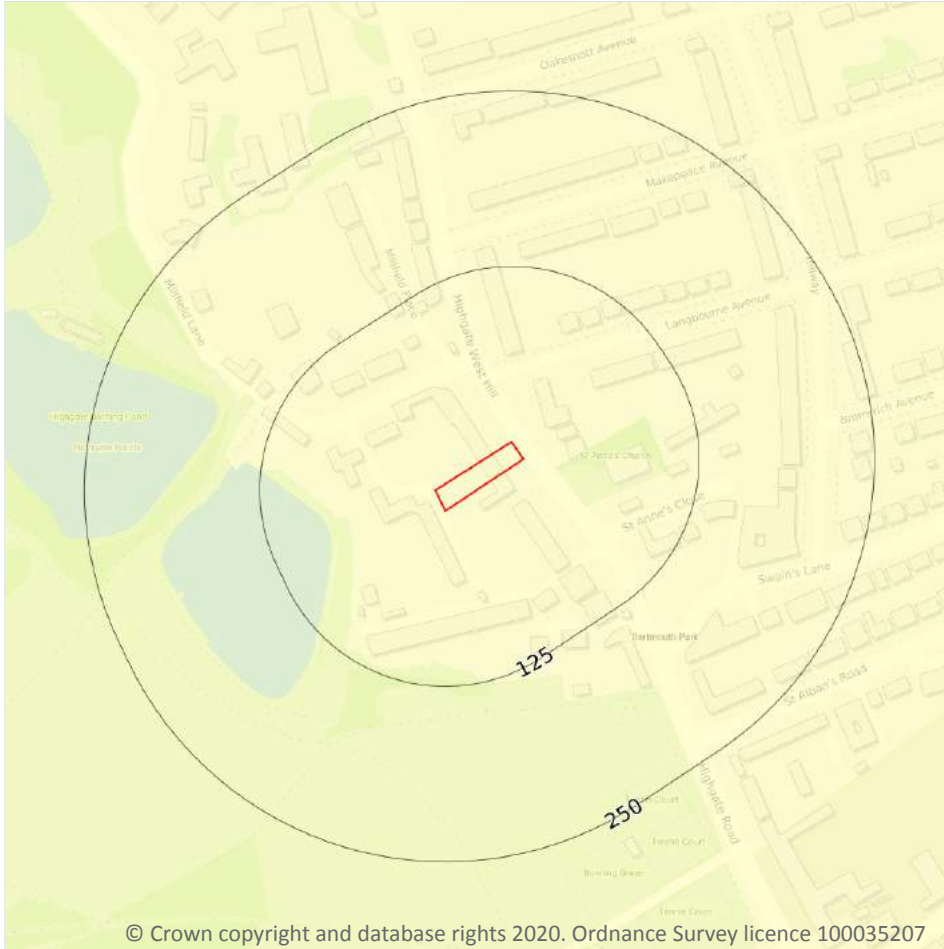 Oakeshott Avenue
Makepeace Avenue
Millfield Place
Hillway
Millfield Lane
Highgate West Hill
Langbourne Avenue
Highgate Bathing Pond
Highgate Ponds
Bromwich Avenue
St Anne's Church
St Anne's Close
Swain's Lane
Dartmouth Park
125
St Alban's Road
Highgate Road
250
Court
Tennis Court
Bowling Green
Tennis Court
© Crown copyright and database rights 2020. Ordnance Survey licence 100035207